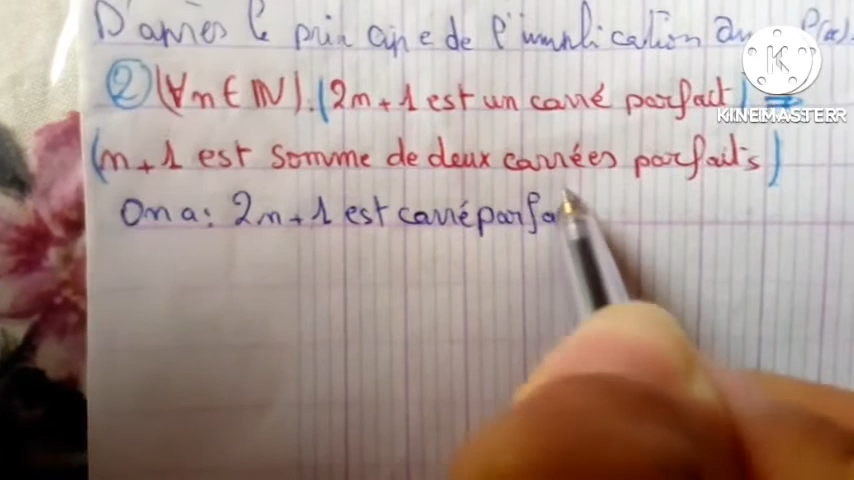 D'après le principe de l'implication P(x)
② (∀n∈ℕ).(2n+1 est un carré parfait) ⇒
(n+1 est somme de deux carrées parfaits)
On a: 2n+1 est carré parfa
K
KINEMASTER